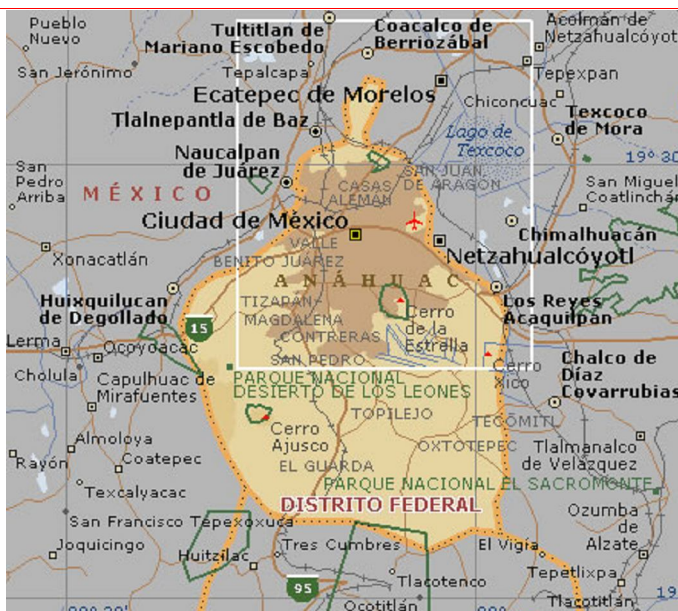 Pueblo
Nuevo
Tultitlan de
Mariano Escobedo
Coacalco de
Berriozábal
Acolmán de
Netzahualcóyot
San Jerónimo
Tepalcapa
Tepexpan
Ecatepec de Morelos
Chiconcuac
Tlalnepantla de Baz
Texcoco
de Mora
Lago de
Texcoco
Naucalpan
de Juárez
19° 30
San
Pedro
Arriba
MÉXICO
SAN JUAN
DE ARAGON
CASAS
ALEMAN
San Miguel
Coatlinchán
Ciudad de México
Chimalhuacán
VALLE
Netzahualcóyotl
Xonacatlán
BENITO JUÁREZ
ANÁHUAC
Huixquilucan
de Degollado
TIZAPÁN
MAGDALENA
Los Reyes
Acaquilpan
15
Cerro
de la
Estrella
CONTRERAS
Lerma
Ocoyoacac
SAN PEDRO
Chalco de
Díaz
Covarrubias
Cerro
Xico
Cholula
Capulhuac de
Mirafuentes
PARQUE NACIONAL
DESIERTO DE LOS LEONES
TOPILEJO
TECÓMITL
Cerro
Ajusco
Almoloya
OXTOTEPEC
Tlalmanalco
de Velázquez
Rayón
Coatepec
EL GUARDA
PARQUE NACIONAL EL SACROMONTE
Texcalyacac
DISTRITO FEDERAL
Ozumba
de
Alzate
San Francisco Tepexoxuca
Joquicingo
Huitzilac
Tres Cumbres
El Vigía
95
Tlacotenco
Tepetlixpa
Ocotitlán
Tlacotitlán
19